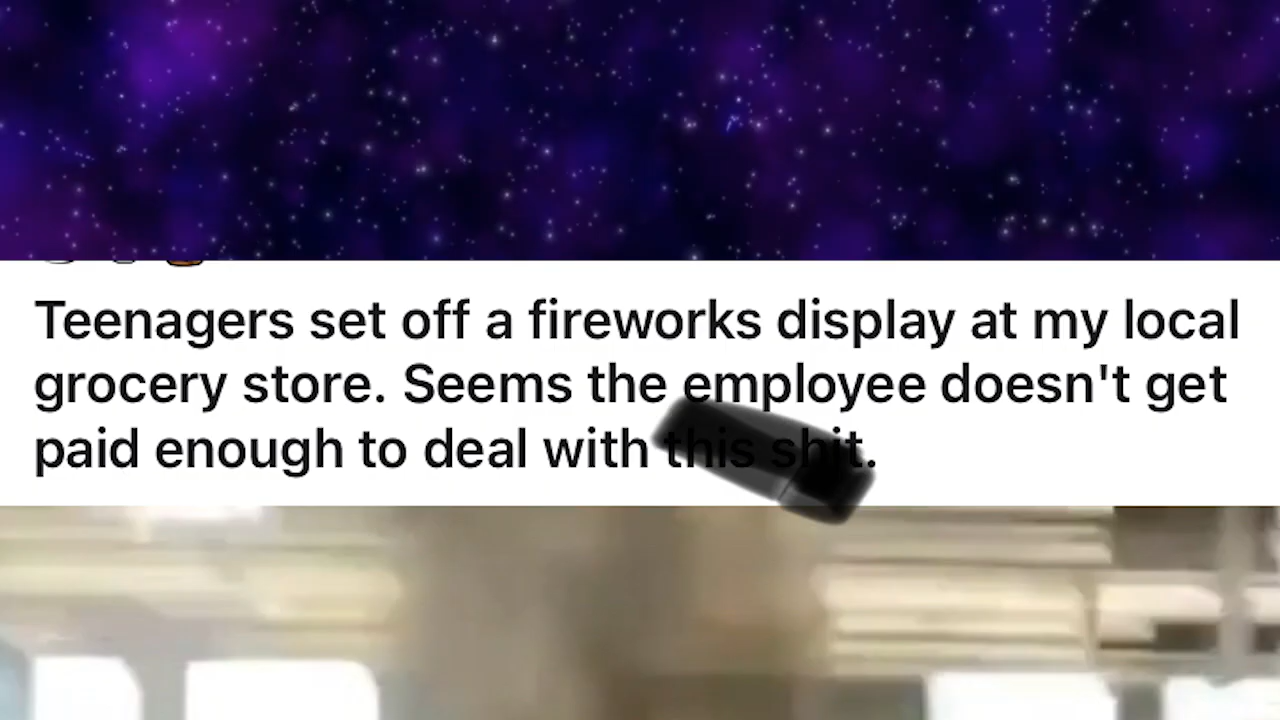 Teenagers set off a fireworks display at my local
grocery store. Seems the employee doesn't get
paid enough to deal with this shit.